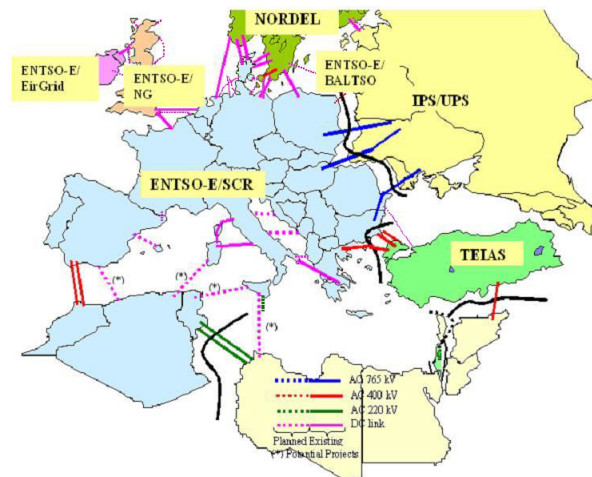 NORDEL
ENTSO-E/
EirGrid
ENTSO-E/
NG
ENTSO-E/
BALTSO
IPS/UPS
ENTSO-E/SCR
TEIAS
(*)
(*)
(*)
AC 765 kV
AC 400 kV
AC 220 kV
DC link
Planned Existing
(*) Potential Projects